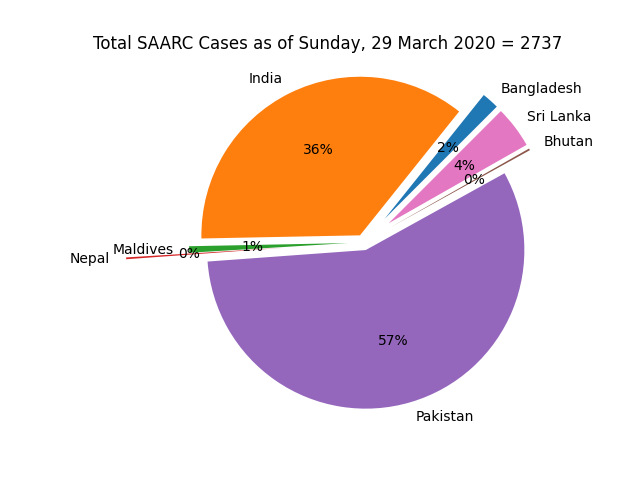 Total SAARC Cases as of Sunday, 29 March 2020 = 2737
India
Bangladesh
Sri Lanka
Bhutan
36%
2%
4%
0%
Maldives
Nepal
0%
1%
57%
Pakistan